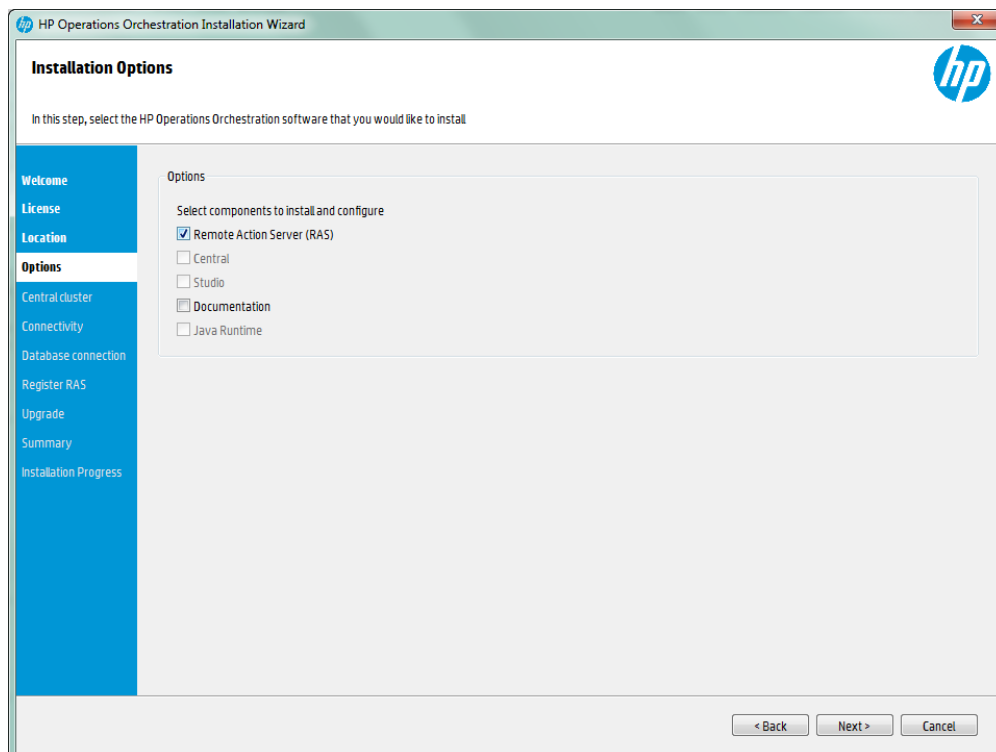 HP Operations Orchestration Installation Wizard
Installation Options
hp
In this step, select the HP Operations Orchestration software that you would like to install
Welcome
License
Location
Options
Central cluster
Connectivity
Database connection
Register RAS
Upgrade
Summary
Installation Progress
Options
Select components to install and configure
Remote Action Server (RAS)
Central
Studio
Documentation
Java Runtime
< Back
Next >
Cancel